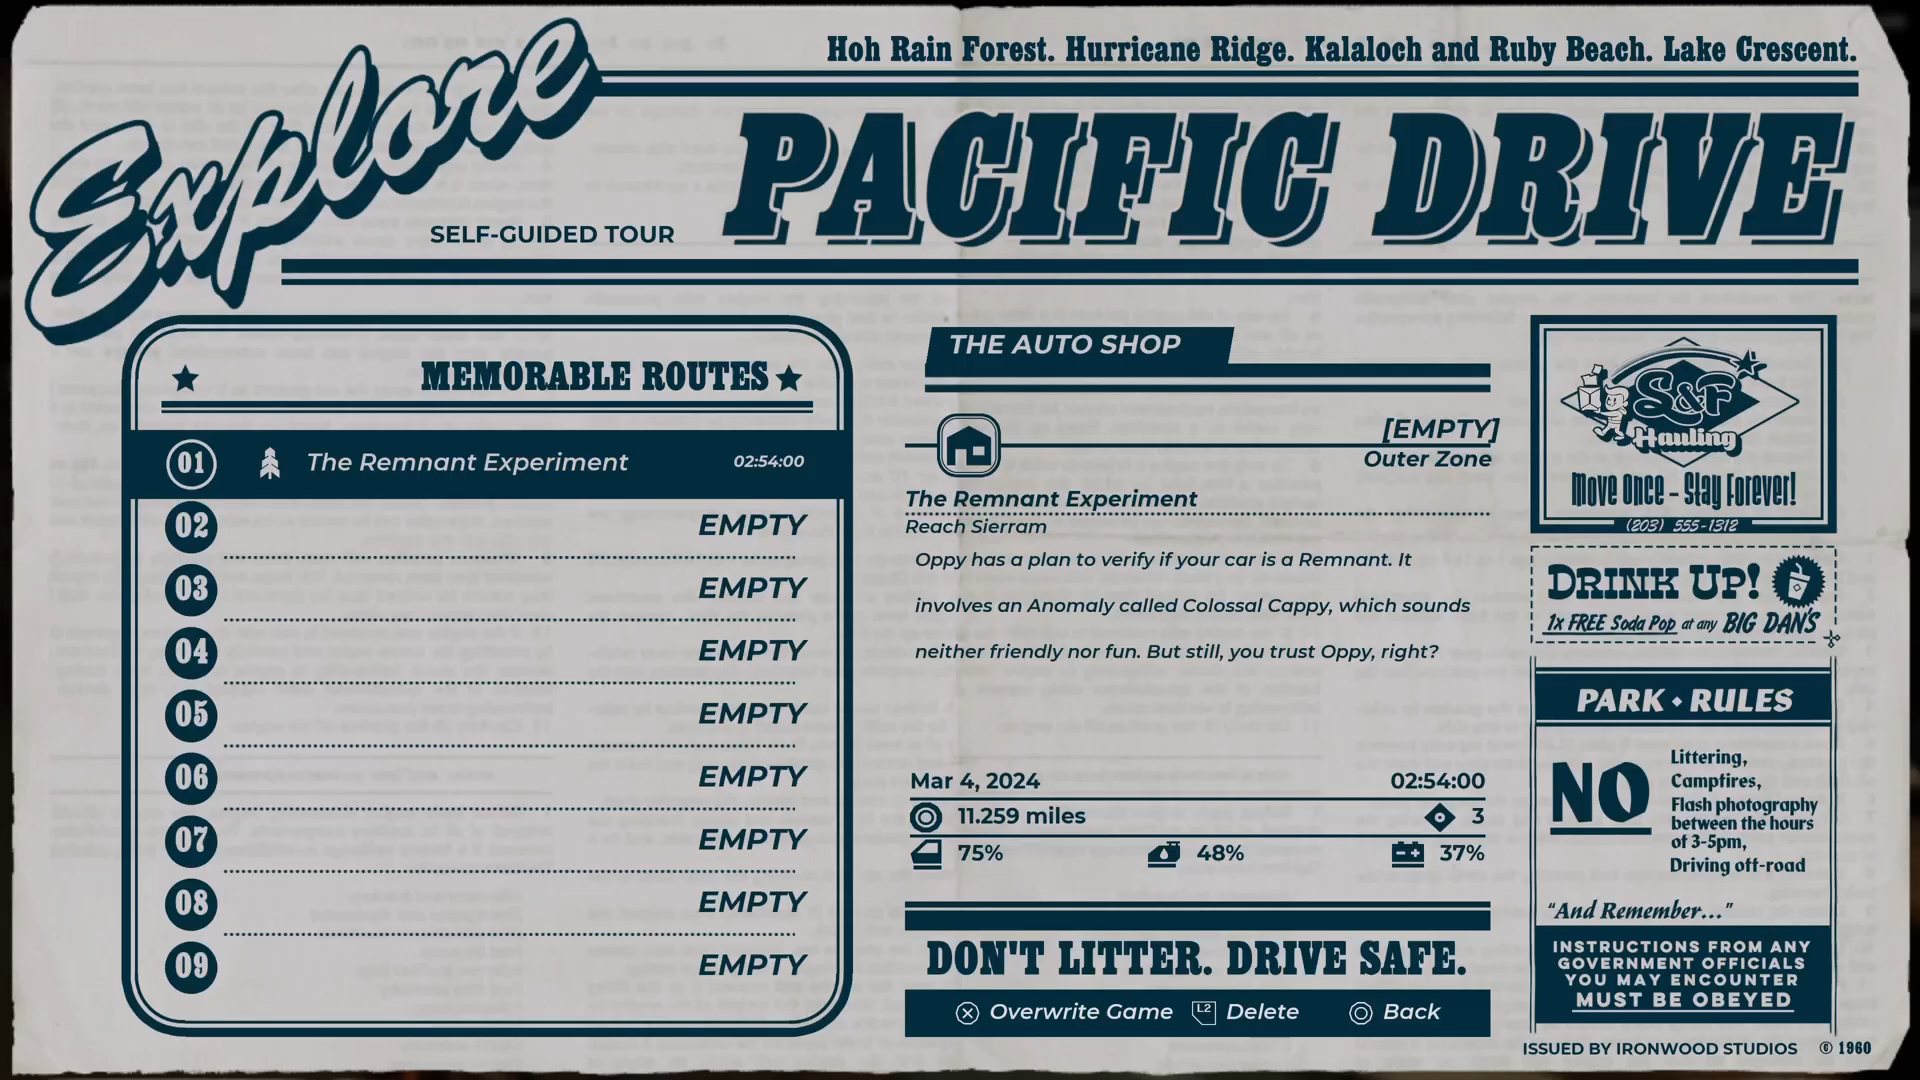 Explore
Hoh Rain Forest. Hurricane Ridge. Kalaloch and Ruby Beach. Lake Crescent.
SELF-GUIDED TOUR
PACIFIC DRIVE
MEMORABLE ROUTES
01 The Remnant Experiment 02:54:00
02 EMPTY
03 EMPTY
04 EMPTY
05 EMPTY
06 EMPTY
07 EMPTY
08 EMPTY
09 EMPTY
THE AUTO SHOP
[EMPTY]
Outer Zone
The Remnant Experiment
Reach Sierram
Oppy has a plan to verify if your car is a Remnant. It
involves an Anomaly called Colossal Cappy, which sounds
neither friendly nor fun. But still, you trust Oppy, right?
Mar 4, 2024 02:54:00
11.259 miles 3
75% 48% 37%
DON'T LITTER. DRIVE SAFE.
Overwrite Game L2 Delete Back
S&F
Hauling
Move Once - Stay Forever!
(203) 555-1312
DRINK UP!
1x FREE Soda Pop at any BIG DAN'S
PARK • RULES
NO
Littering,
Campfires,
Flash photography
between the hours
of 3-5pm,
Driving off-road
"And Remember..."
INSTRUCTIONS FROM ANY
GOVERNMENT OFFICIALS
YOU MAY ENCOUNTER
MUST BE OBEYED
ISSUED BY IRONWOOD STUDIOS © 1960